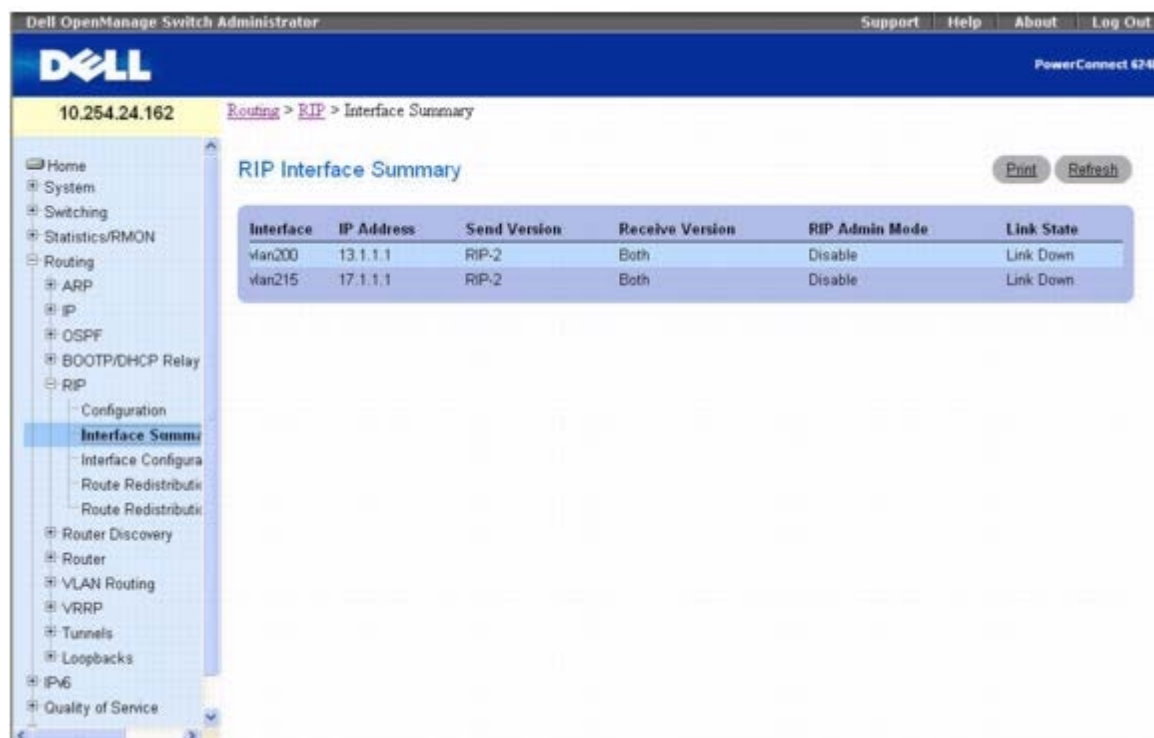 Dell OpenManage Switch Administrator Support Help About Log Out
DELL
PowerConnect 624
10.254.24.162
Routing > RIP > Interface Summary
Home
System
Switching
Statistics/RMON
Routing
ARP
IP
OSPF
BOOTP/DHCP Relay
RIP
Configuration
Interface Summa
Interface Configura
Route Redistributi
Route Redistributi
Router Discovery
Router
VLAN Routing
VRRP
Tunnels
Loopbacks
IPv6
Quality of Service
RIP Interface Summary
Print Refresh
Interface IP Address Send Version Receive Version RIP Admin Mode Link State
vlan200 13.1.1.1 RIP-2 Both Disable Link Down
vlan215 17.1.1.1 RIP-2 Both Disable Link Down